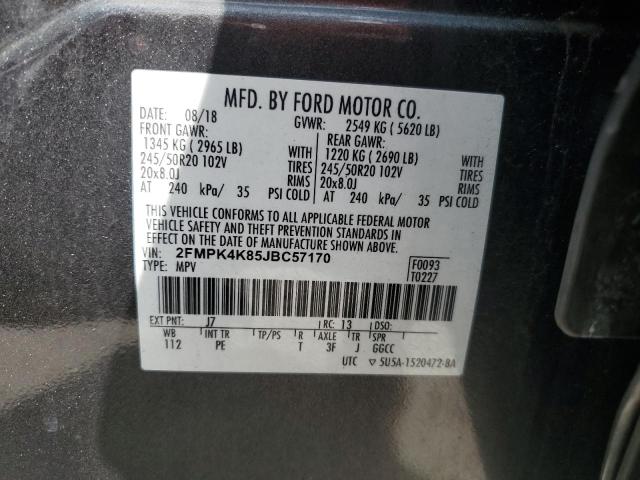 MFD. BY FORD MOTOR CO.
DATE: 08/18 GVWR: 2549 KG ( 5620 LB)
FRONT GAWR: REAR GAWR:
1345 KG ( 2965 LB) WITH 1220 KG ( 2690 LB) WITH
245/50R20 102V TIRES 245/50R20 102V TIRES
20x8.0J RIMS 20x8.0J RIMS
AT 240 kPa/ 35 PSI COLD AT 240 kPa/ 35 PSI COLD
THIS VEHICLE CONFORMS TO ALL APPLICABLE FEDERAL MOTOR
VEHICLE SAFETY AND THEFT PREVENTION STANDARDS IN
EFFECT ON THE DATE OF MANUFACTURE SHOWN ABOVE.
VIN: 2FMPK4K85JBC57170 F0093
TYPE: MPV T0227
EXT PNT: J7 RC: 13 DSO:
WB INT TR TP/PS R AXLE TR SPR
112 PE T 3F J GGCC
UTC ▽ 5U5A-1520472-BA